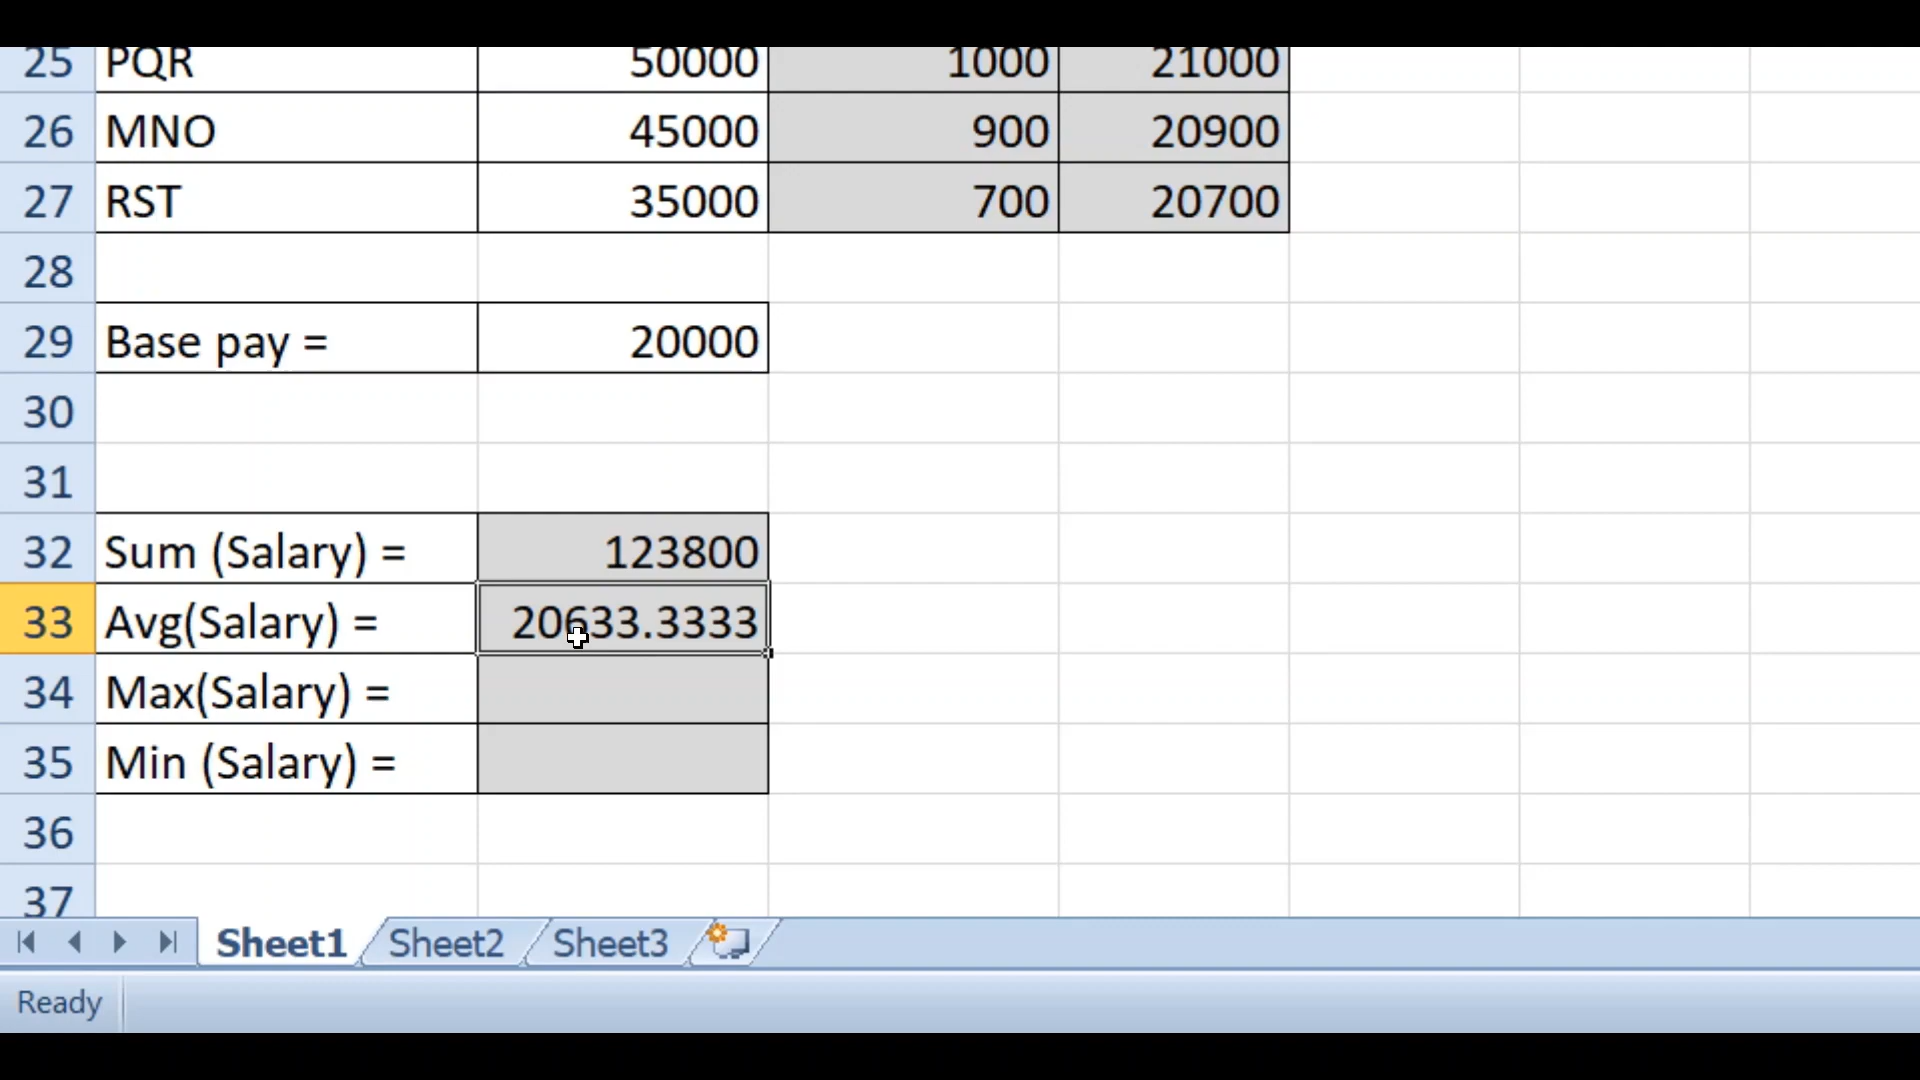 25 PQR 50000 1000 21000
26 MNO 45000 900 20900
27 RST 35000 700 20700
28
29 Base pay = 20000
30
31
32 Sum (Salary) = 123800
33 Avg(Salary) = 20633.3333
34 Max(Salary) =
35 Min (Salary) =
36
37
Sheet1 Sheet2 Sheet3
Ready